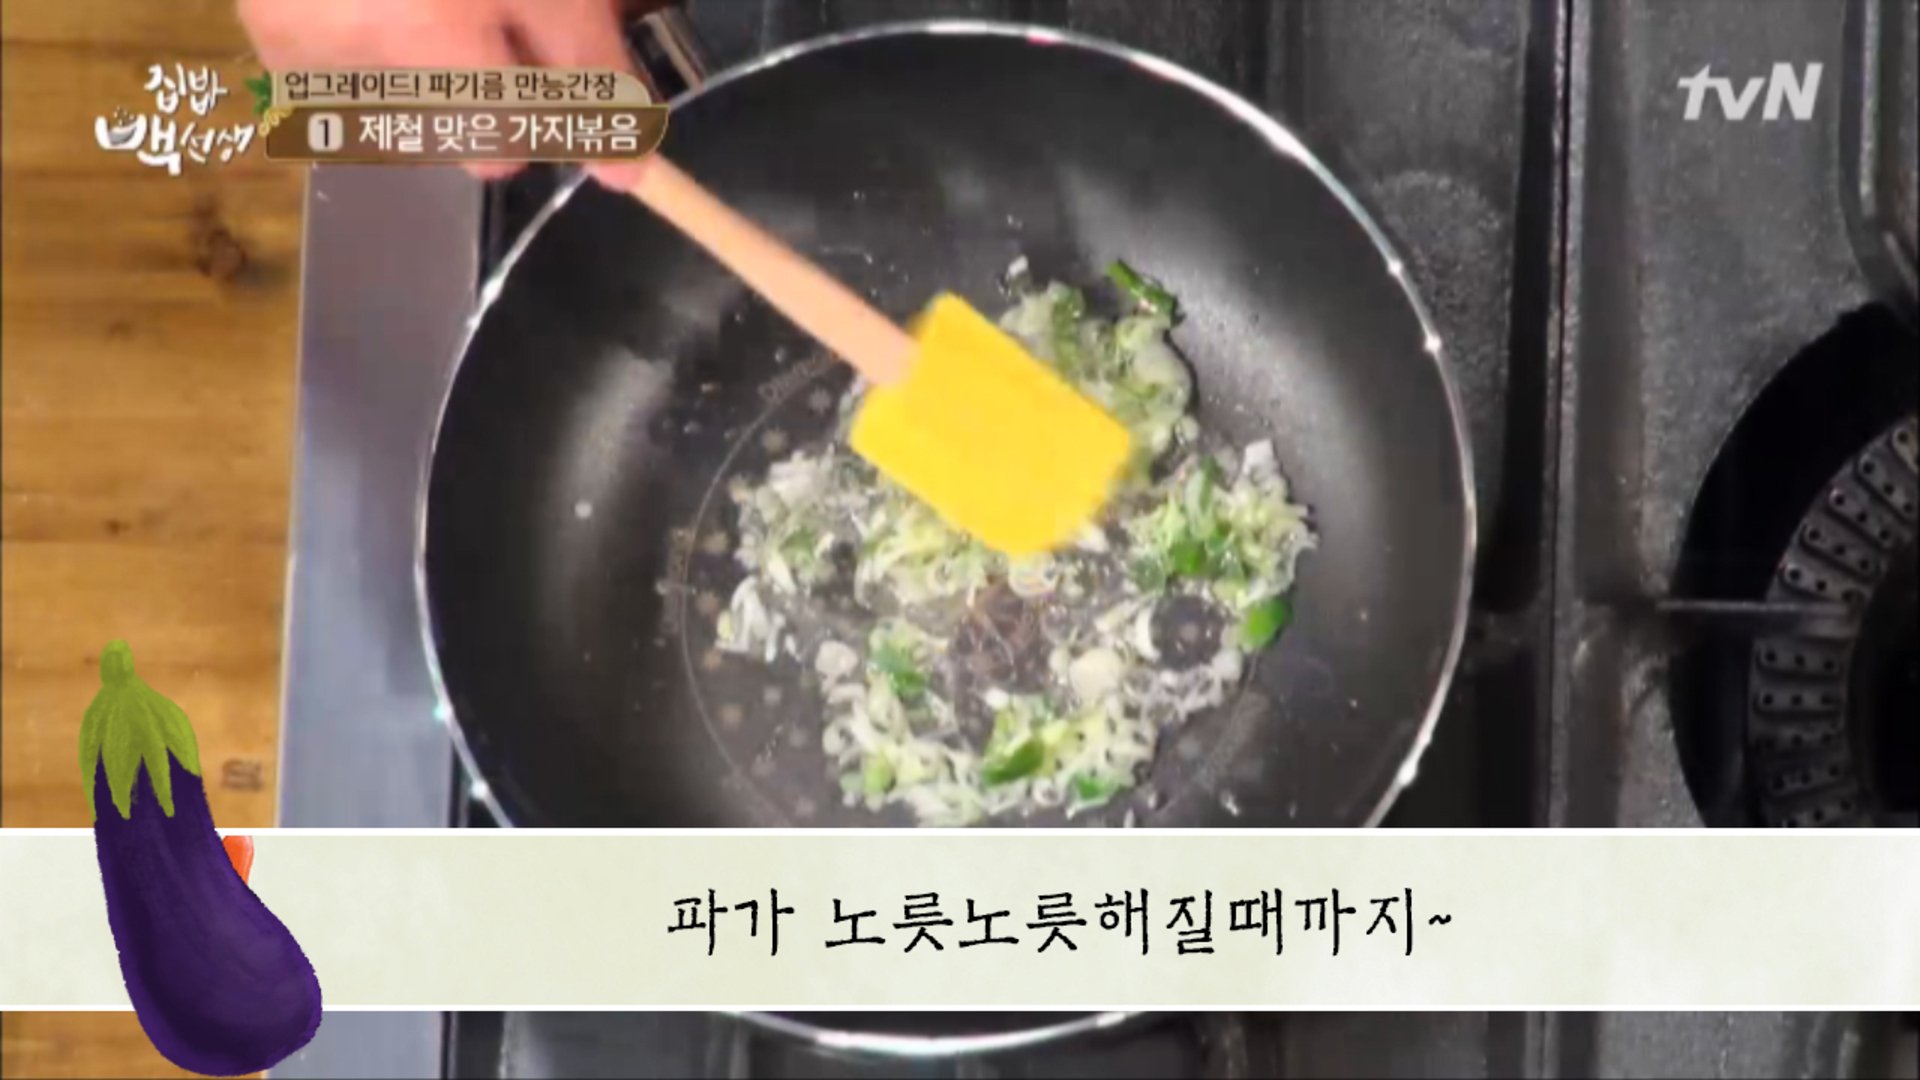 집밥
백선생
업그레이드! 파기름 만능간장
1 제철 맞은 가지볶음
tvN
파가 노릇노릇해질때까지~